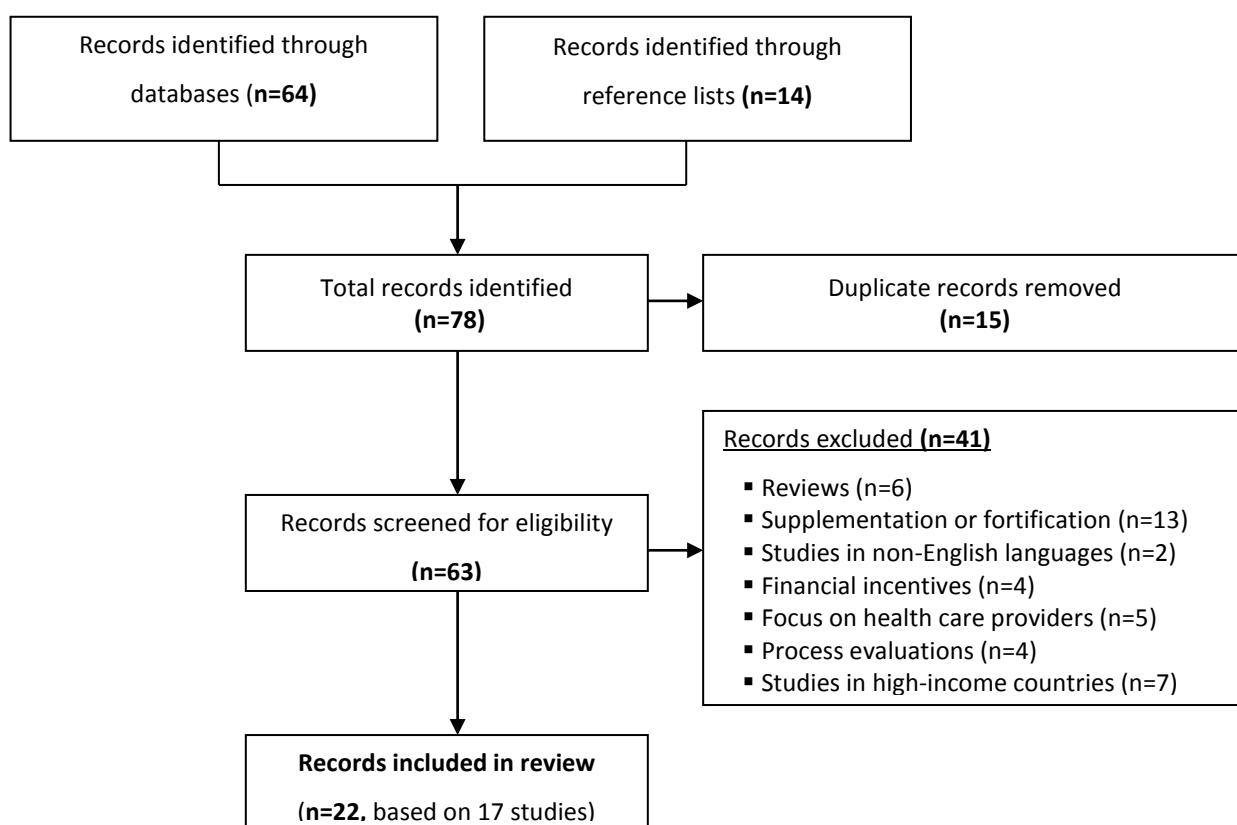 Records identified through
databases (n=64)
Records identified through
reference lists (n=14)
Total records identified
(n=78)
Duplicate records removed
(n=15)
Records screened for eligibility
(n=63)
Records excluded (n=41)
▪ Reviews (n=6)
▪ Supplementation or fortification (n=13)
▪ Studies in non-English languages (n=2)
▪ Financial incentives (n=4)
▪ Focus on health care providers (n=5)
▪ Process evaluations (n=4)
▪ Studies in high-income countries (n=7)
Records included in review
(n=22, based on 17 studies)